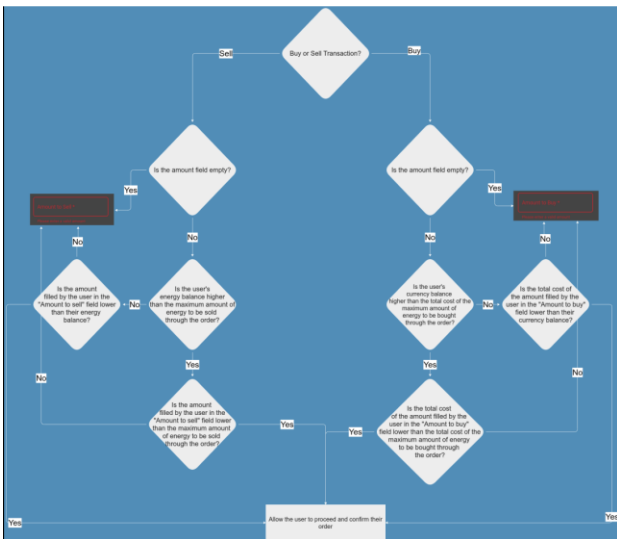 Buy or Sell Transaction?
Sell
Buy
Is the amount field empty?
Is the amount field empty?
Yes
Yes
No
No
No
No
Is the amount
filled by the user in the
"Amount to sell" field lower
than their energy
balance?
No
Is the user's
energy balance higher
than the maximum amount of
energy to be sold
through the order?
Is the user's
currency balance
higher than the total cost of the
maximum amount of
energy to be bought
through the order?
No
Is the total cost of
the amount filled by the
user in the "Amount to buy"
field lower than their
currency balance?
Yes
Yes
No
No
Is the amount
filled by the user in the
"Amount to sell" field lower
than the maximum amount
of energy to be sold
through the order?
Yes
Yes
Is the total cost
of the amount filled by the
user in the "Amount to buy"
field lower than the total cost of the
maximum amount of energy
to be bought through
the order?
Yes
Allow the user to proceed and confirm their
order
Yes